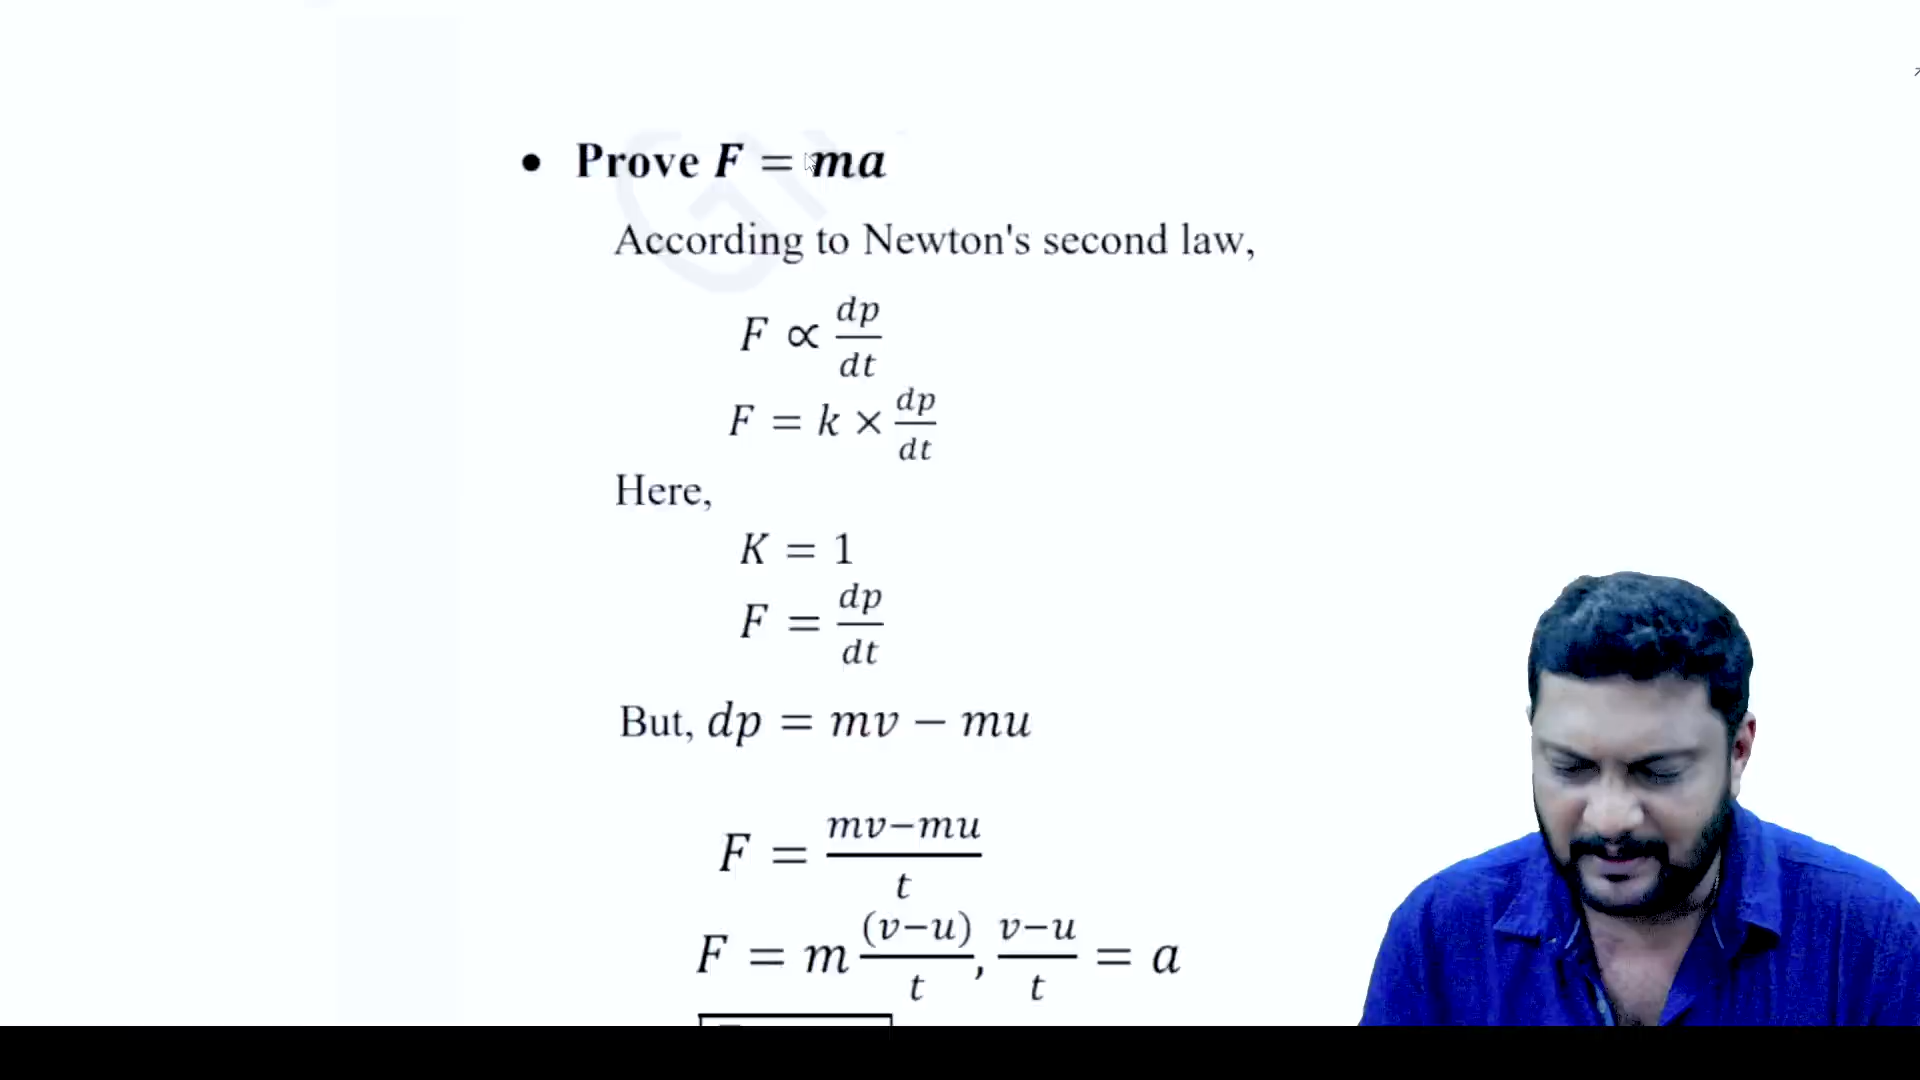 • Prove F = ma
According to Newton's second law,
F ∝ dp/dt
F = k × dp/dt
Here,
K = 1
F = dp/dt
But, dp = mv − mu
F = mv−mu/t
F = m (v−u)/t, v−u/t = a